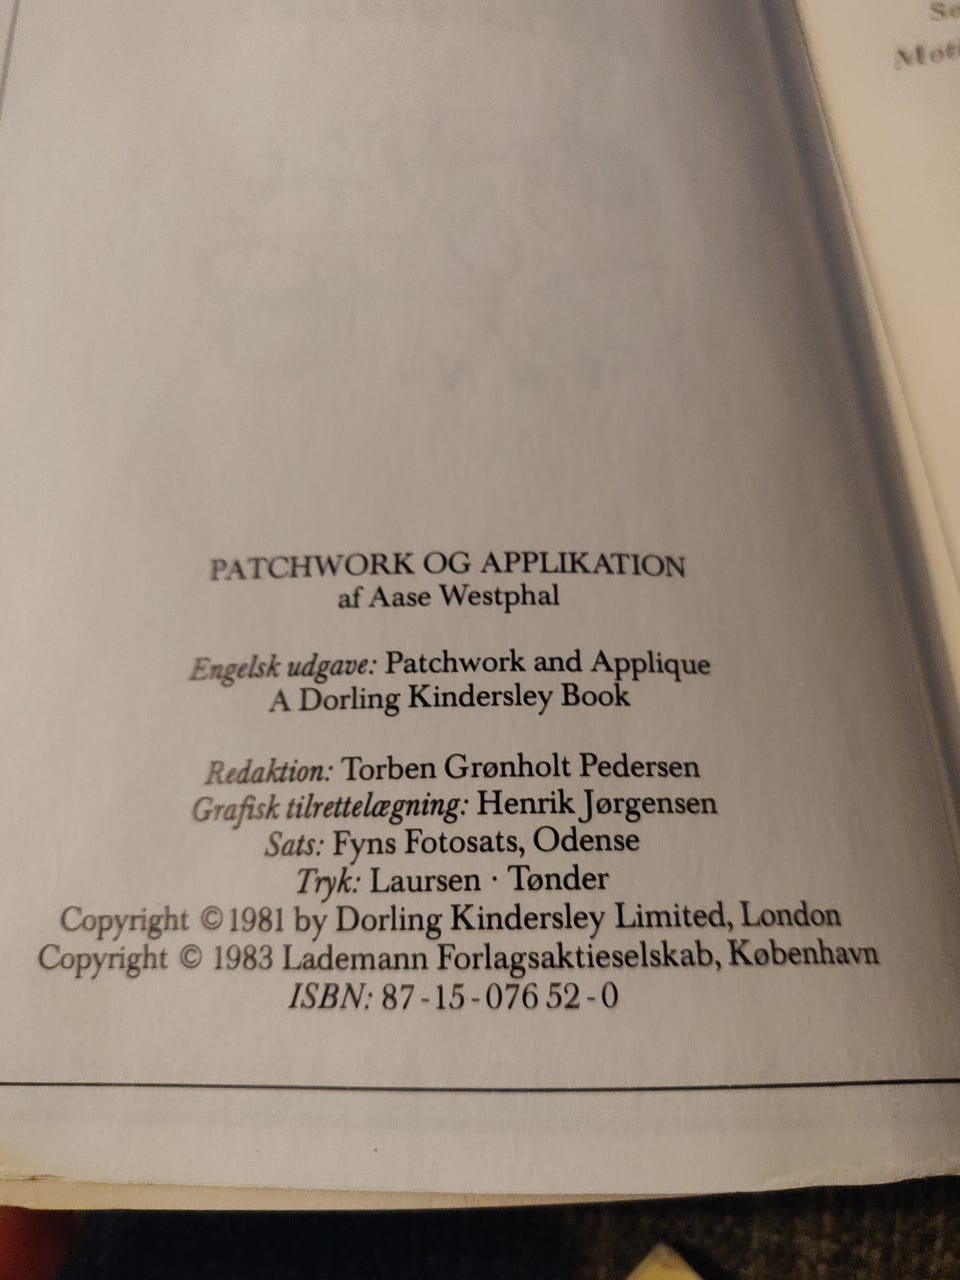 PATCHWORK OG APPLIKATION
af Aase Westphal
Engelsk udgave: Patchwork and Applique
A Dorling Kindersley Book
Redaktion: Torben Grønholt Pedersen
Grafisk tilrettelægning: Henrik Jørgensen
Sats: Fyns Fotosats, Odense
Tryk: Laursen · Tønder
Copyright © 1981 by Dorling Kindersley Limited, London
Copyright © 1983 Lademann Forlagsaktieselskab, København
ISBN: 87-15-076 52-0